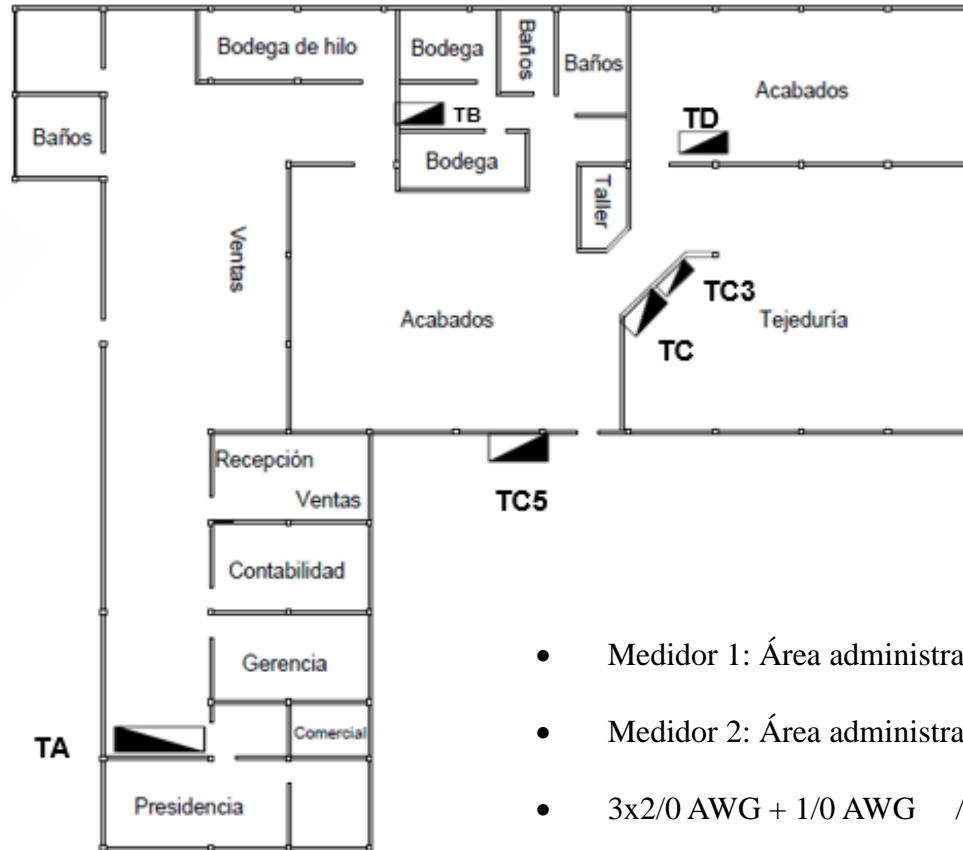 Bodega de hilo
Bodega
Baños
Baños
Acabados
TB
TD
Baños
Bodega
Taller
Ventas
TC3
Acabados
Tejeduría
TC
Recepción
Ventas
TC5
Contabilidad
Gerencia
• Medidor 1: Área administra
Comercial
• Medidor 2: Área administra
TA
Presidencia
• 3x2/0 AWG + 1/0 AWG /